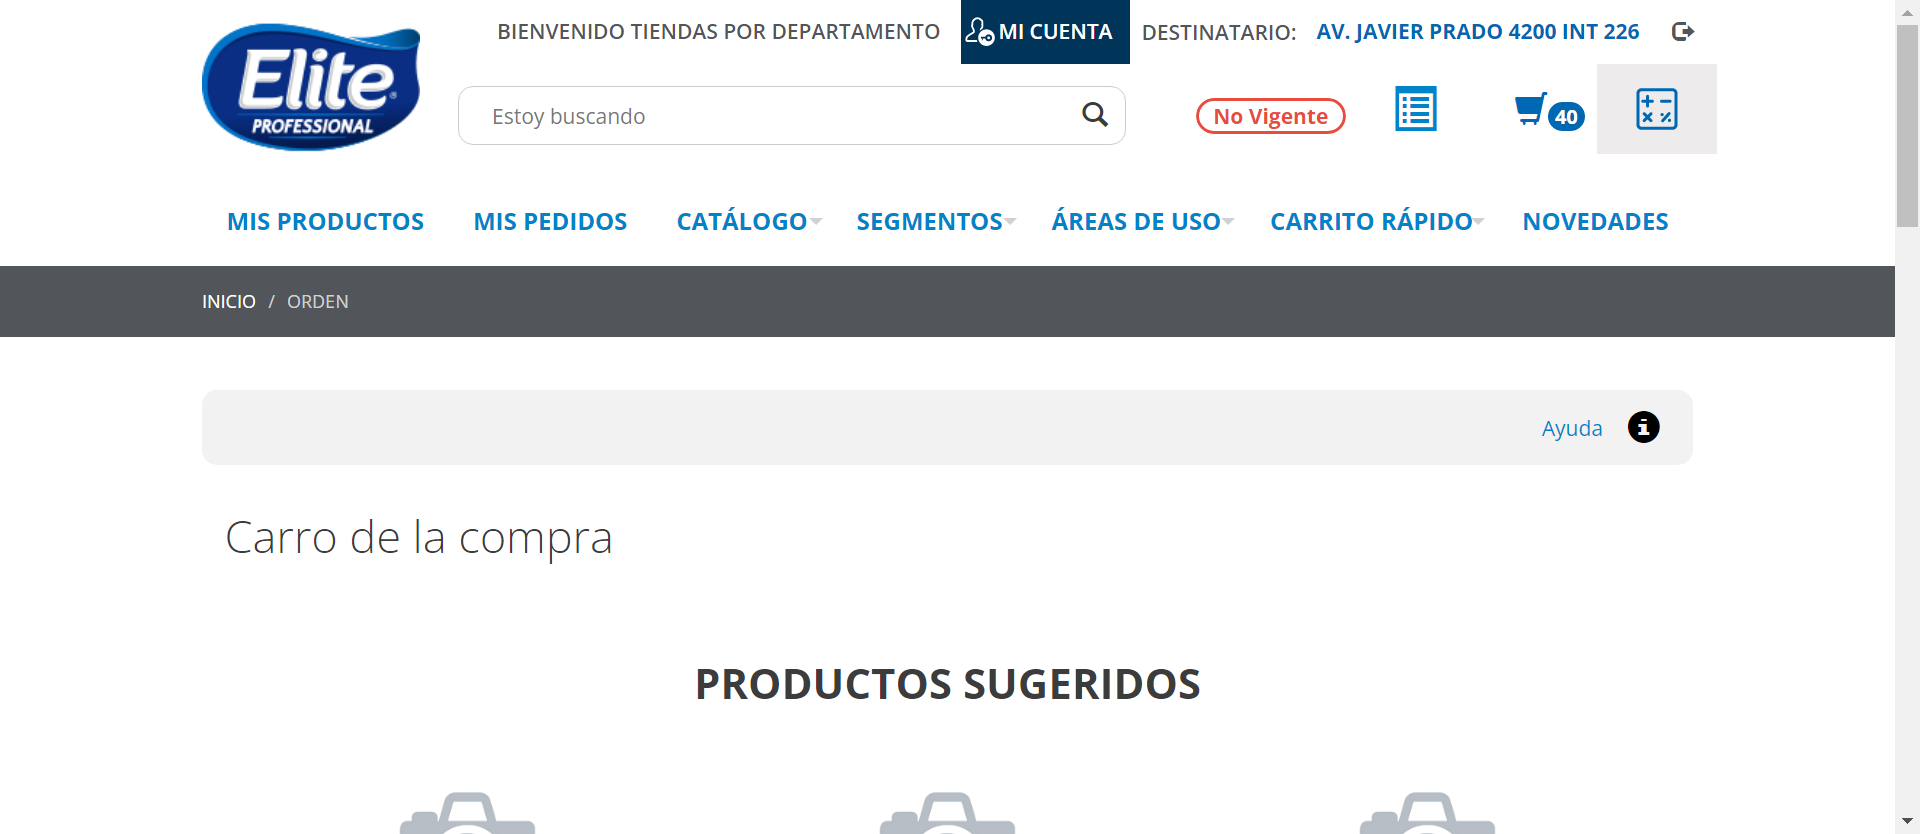 BIENVENIDO TIENDAS POR DEPARTAMENTO MI CUENTA DESTINATARIO: AV. JAVIER PRADO 4200 INT 226
Elite
PROFESSIONAL
Estoy buscando
No Vigente
40
MIS PRODUCTOS MIS PEDIDOS CATÁLOGO SEGMENTOS ÁREAS DE USO CARRITO RÁPIDO NOVEDADES
INICIO / ORDEN
Ayuda
Carro de la compra
PRODUCTOS SUGERIDOS